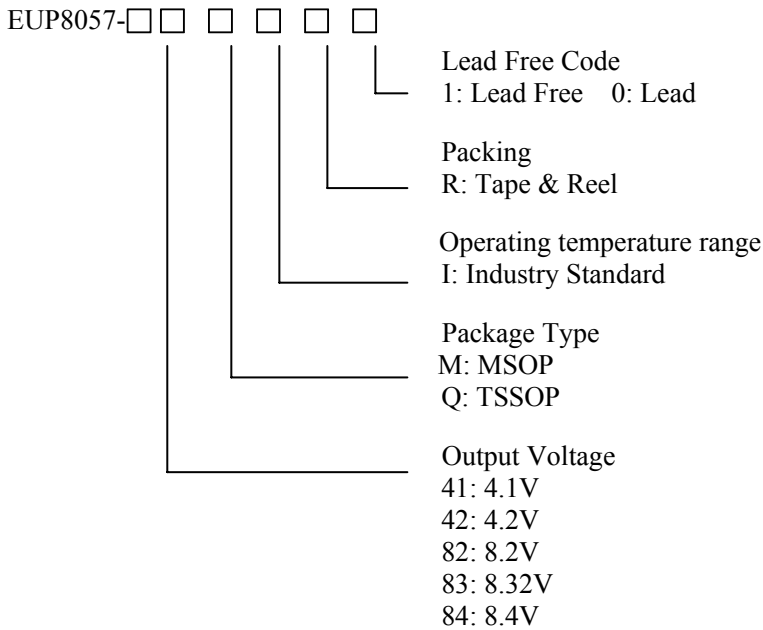 EUP8057-□□ □ □ □ □
Lead Free Code
1: Lead Free 0: Lead
Packing
R: Tape & Reel
Operating temperature range
I: Industry Standard
Package Type
M: MSOP
Q: TSSOP
Output Voltage
41: 4.1V
42: 4.2V
82: 8.2V
83: 8.32V
84: 8.4V